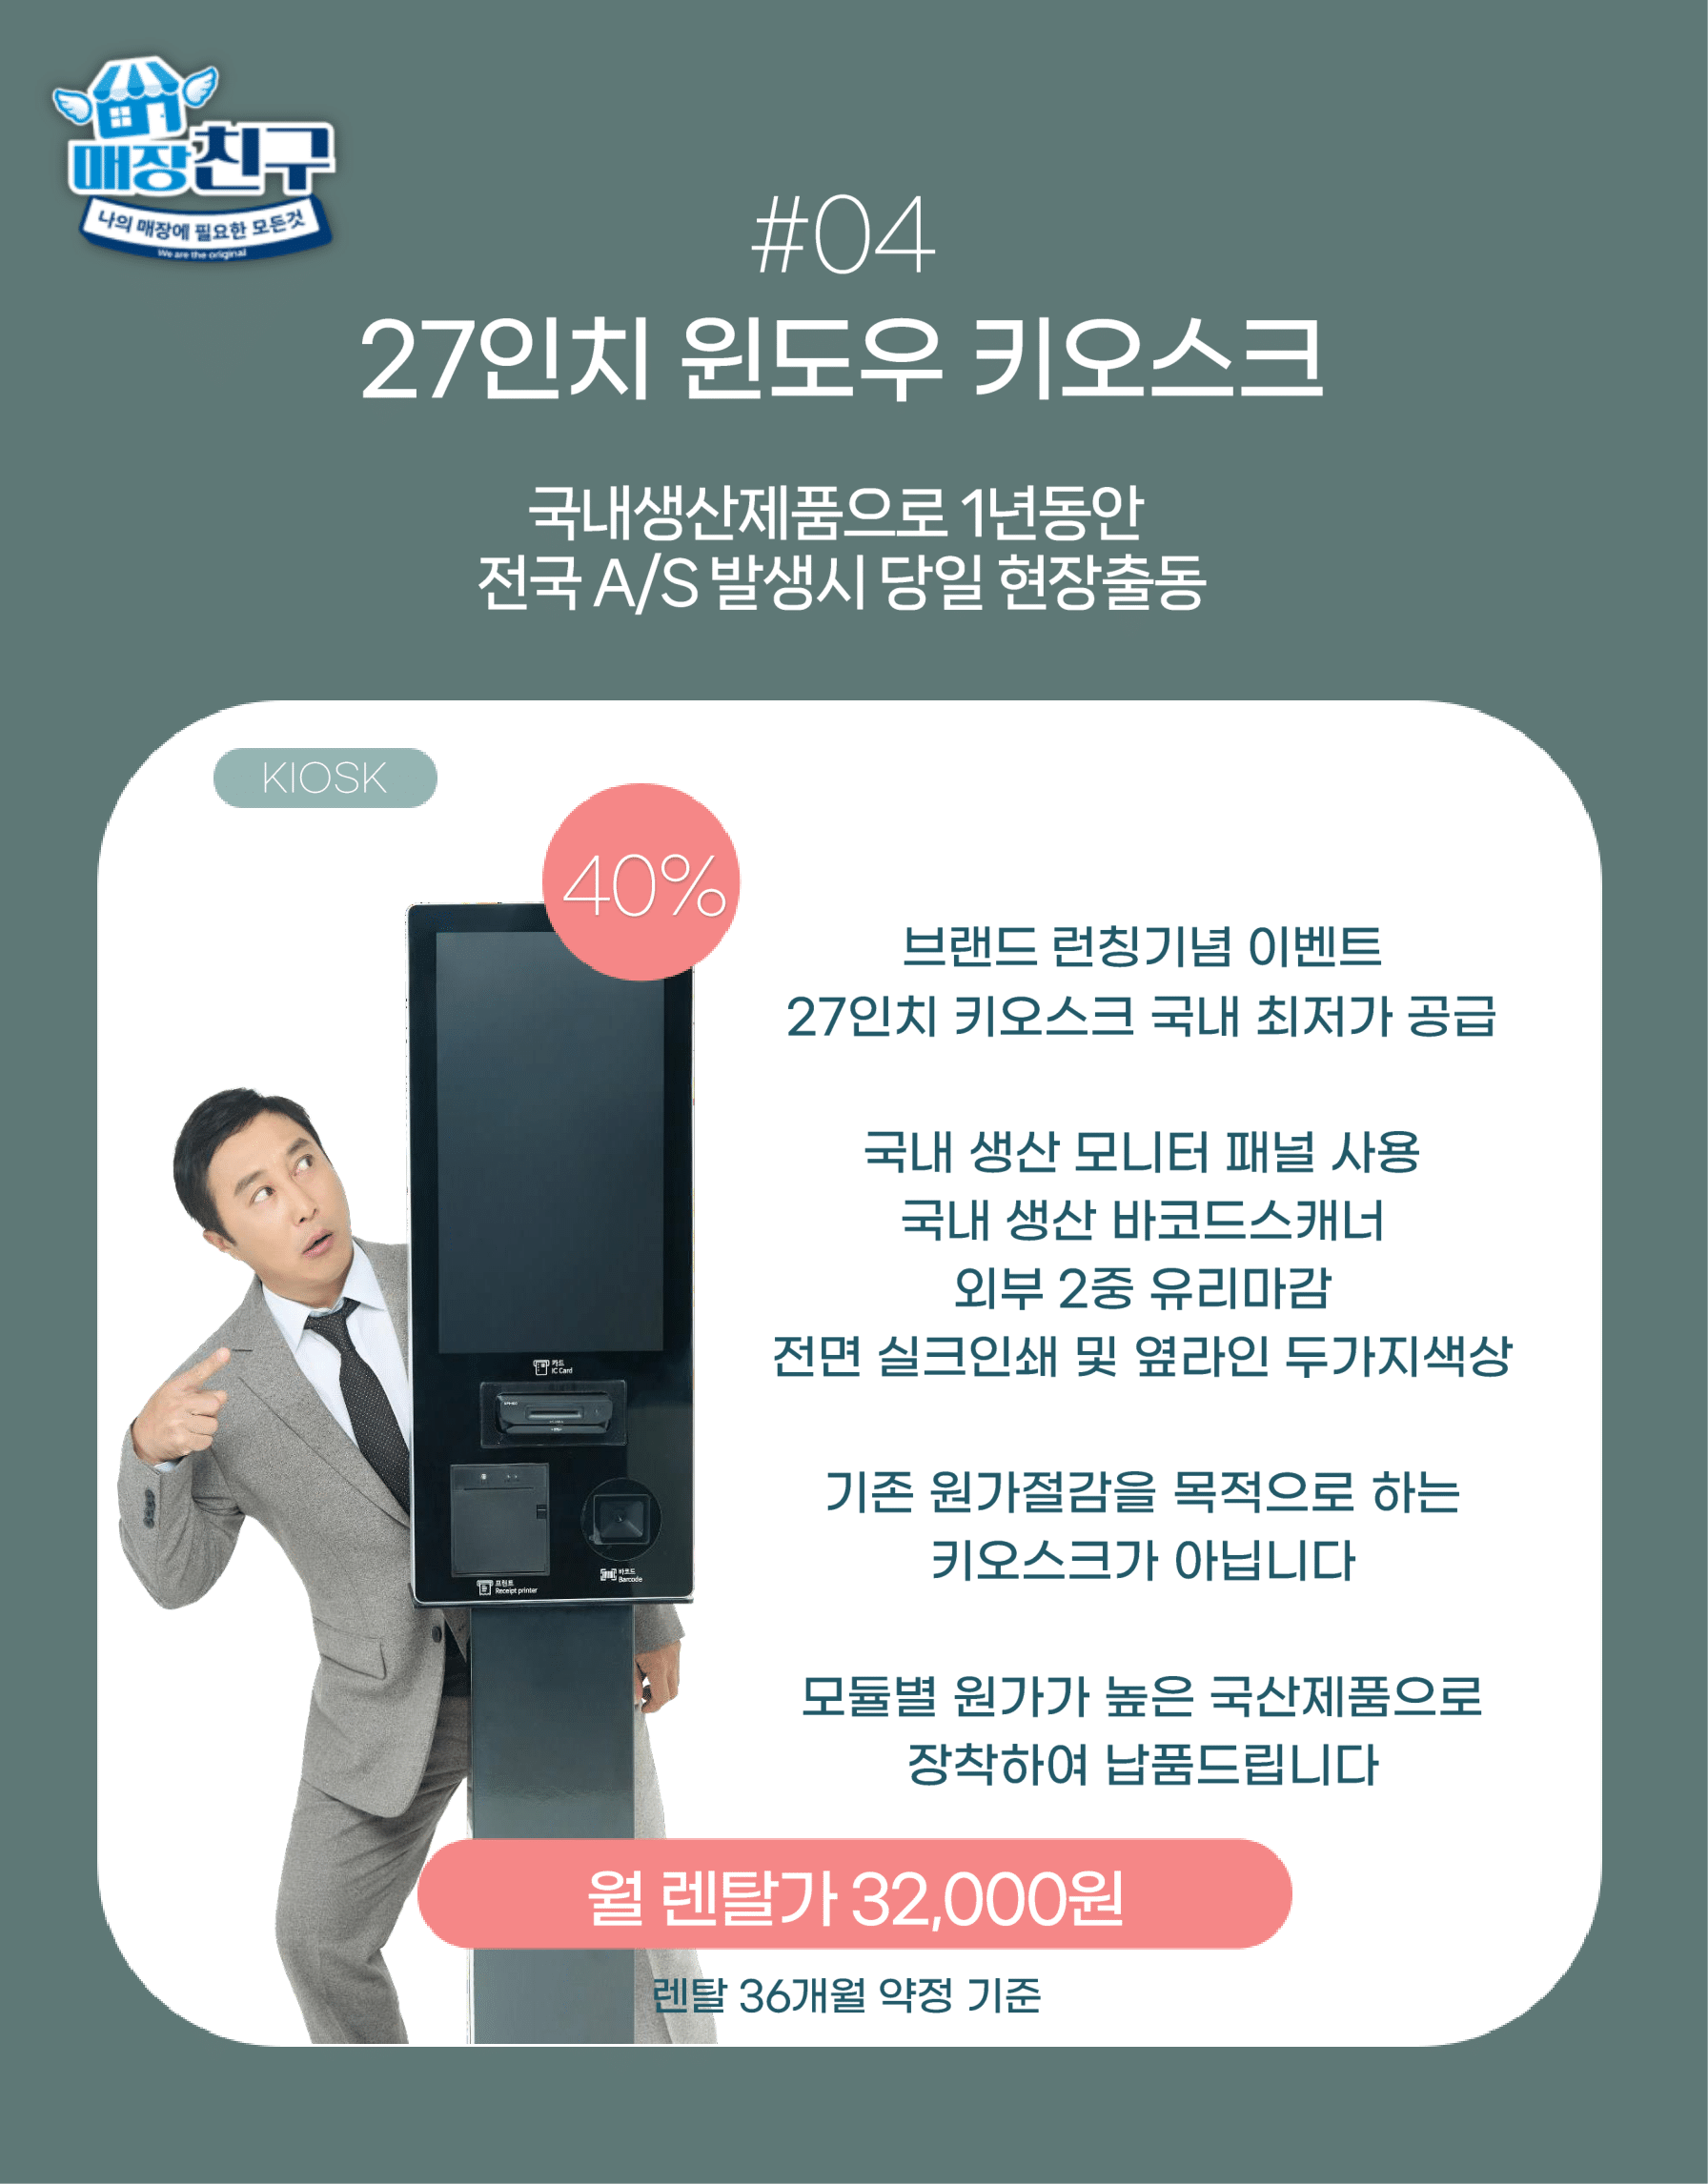 매장친구
나의 매장에 필요한 모든것
We are the original
#04
27인치 윈도우 키오스크
국내생산제품으로 1년동안
전국 A/S 발생시 당일 현장출동
KIOSK
40%
브랜드 런칭기념 이벤트
27인치 키오스크 국내 최저가 공급
국내 생산 모니터 패널 사용
국내 생산 바코드스캐너
외부 2중 유리마감
전면 실크인쇄 및 옆라인 두가지색상
기존 원가절감을 목적으로 하는
키오스크가 아닙니다
모듈별 원가가 높은 국산제품으로
장착하여 납품드립니다
카드
IC Card
프린트
Receipt printer
바코드
Barcode
월 렌탈가 32,000원
렌탈 36개월 약정 기준